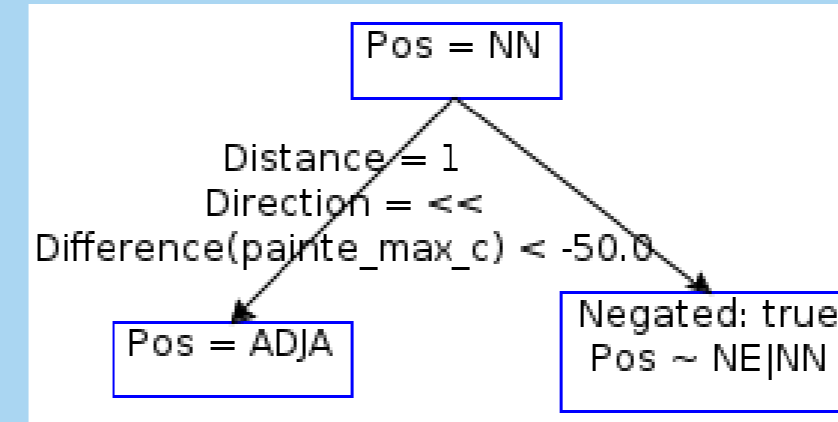 Pos = NN
Distance = 1
Direction = <<
Difference(painte_max_c) < -50.0
Pos = ADJA
Negated: true
Pos ~ NE|NN